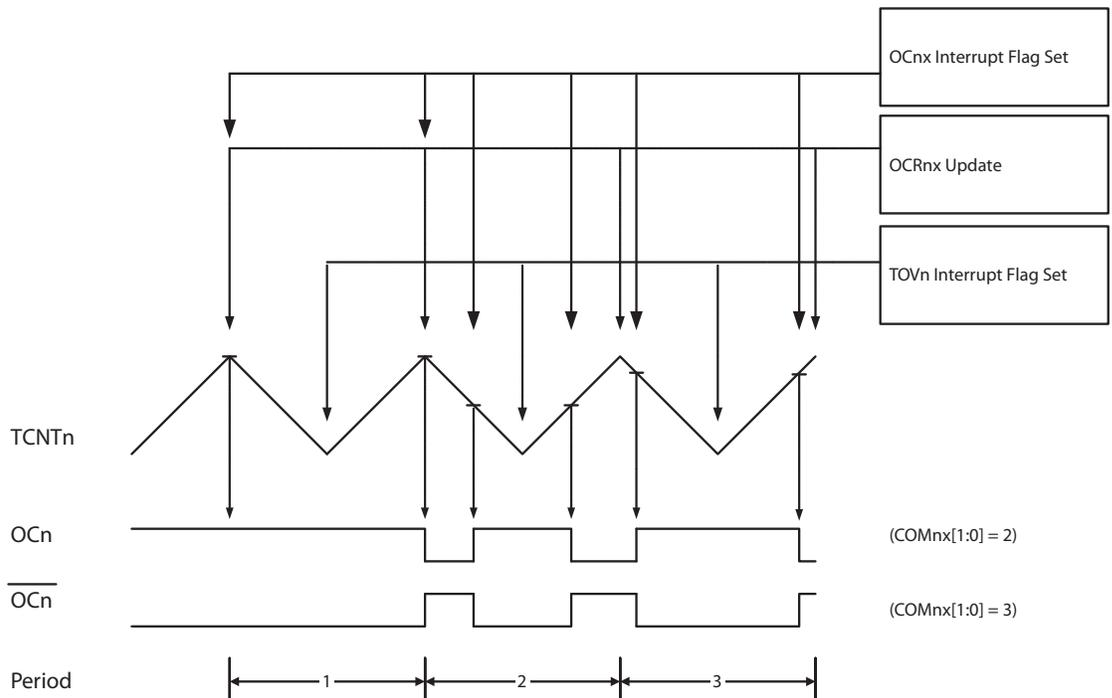 OCnx Interrupt Flag Set
OCRnx Update
TOVn Interrupt Flag Set
TCNTn
OCn
(COMnx[1:0] = 2)
OCn
(COMnx[1:0] = 3)
Period
1
2
3